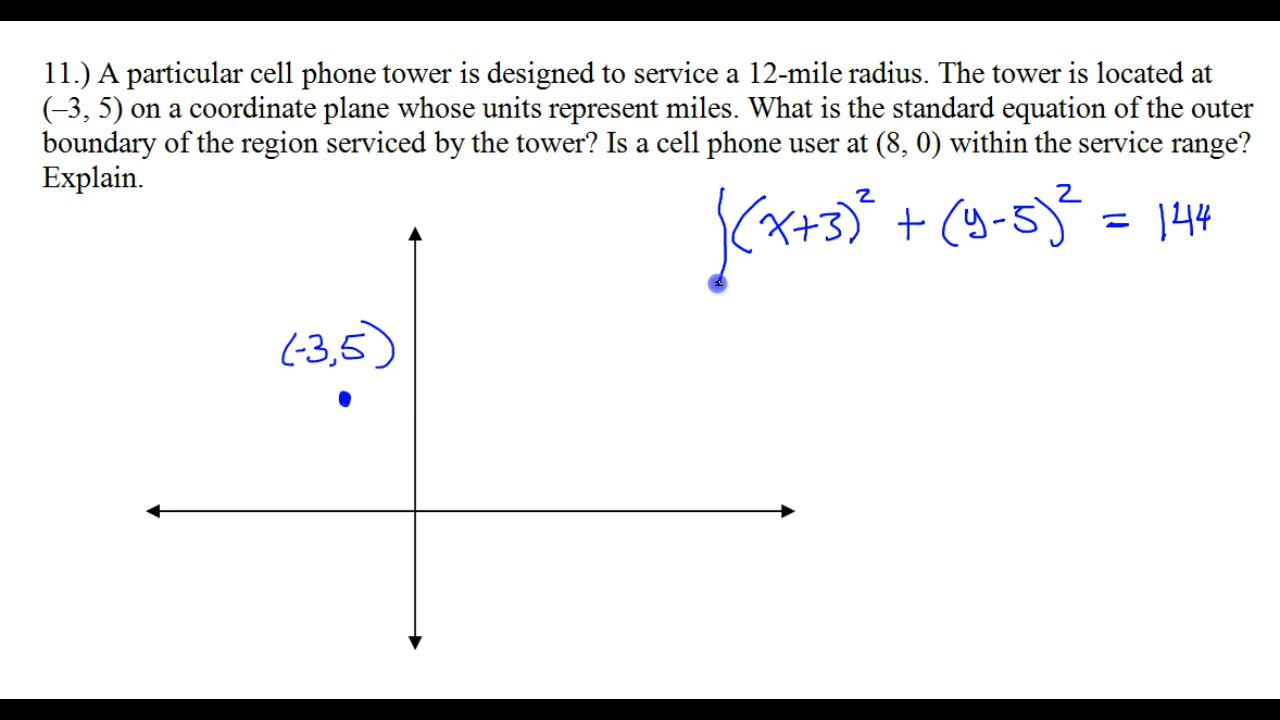 11.) A particular cell phone tower is designed to service a 12-mile radius. The tower is located at
(–3, 5) on a coordinate plane whose units represent miles. What is the standard equation of the outer
boundary of the region serviced by the tower? Is a cell phone user at (8, 0) within the service range?
Explain.
(x+3)² + (y-5)² = 144
(-3,5)